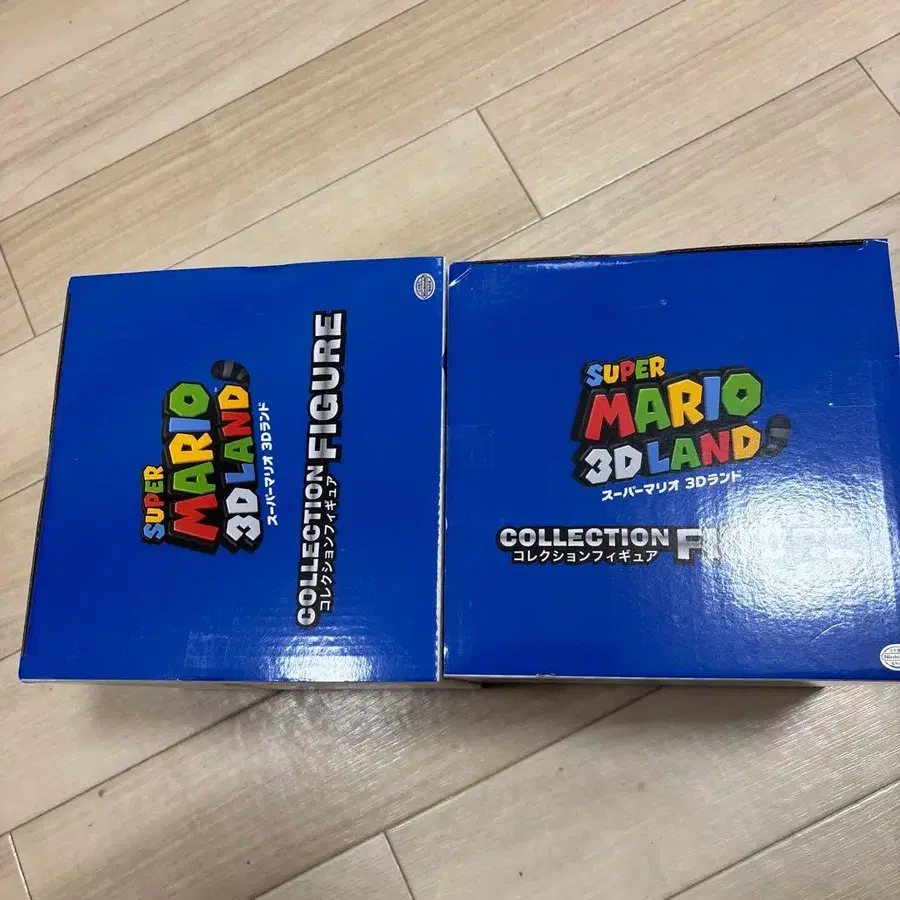 SUPER
MARIO
3D LAND
スーパーマリオ 3Dランド
COLLECTION FIGURE
コレクションフィギュア
SUPER
MARIO
3D LAND
スーパーマリオ 3Dランド
COLLECTION
コレクションフィギュア
Nintendo